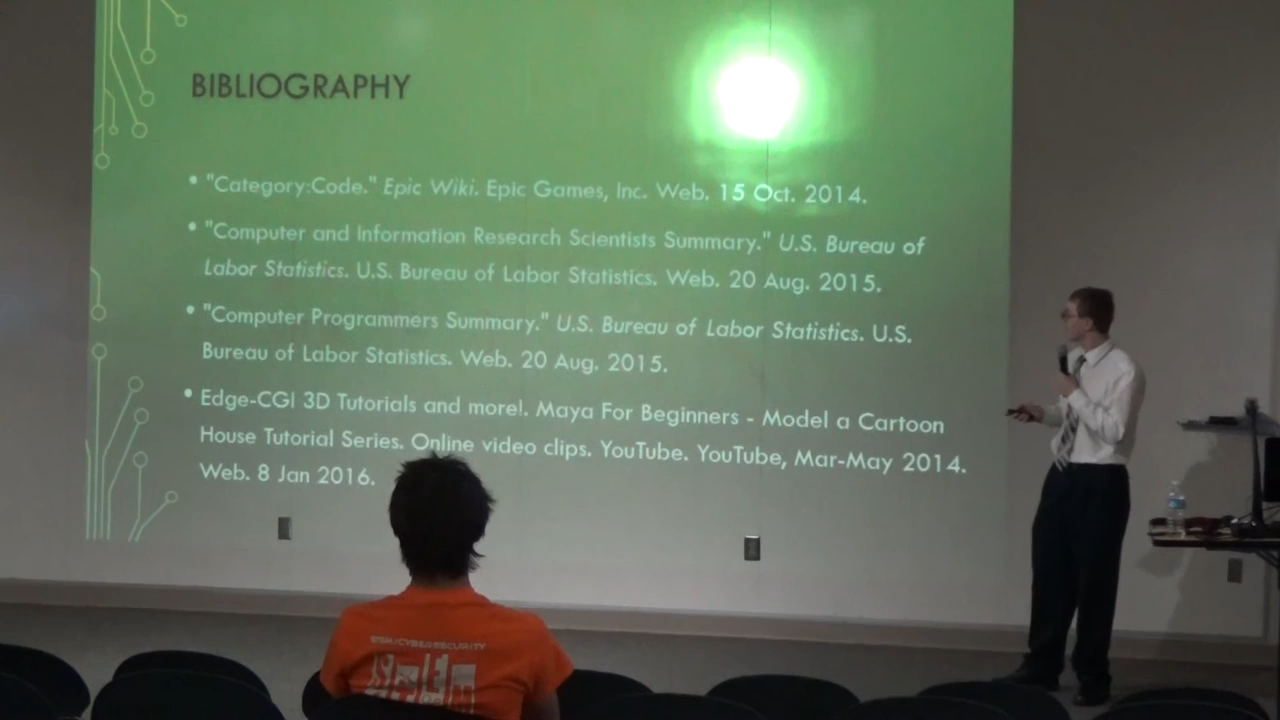 BIBLIOGRAPHY
• "Category:Code." Epic Wiki. Epic Games, Inc. Web. 15 Oct. 2014.
• "Computer and Information Research Scientists Summary." U.S. Bureau of
Labor Statistics. U.S. Bureau of Labor Statistics. Web. 20 Aug. 2015.
• "Computer Programmers Summary." U.S. Bureau of Labor Statistics. U.S.
Bureau of Labor Statistics. Web. 20 Aug. 2015.
• Edge-CGI 3D Tutorials and more!. Maya For Beginners - Model a Cartoon
House Tutorial Series. Online video clips. YouTube. YouTube, Mar-May 2014.
Web. 8 Jan 2016.
/CYBERSECURITY